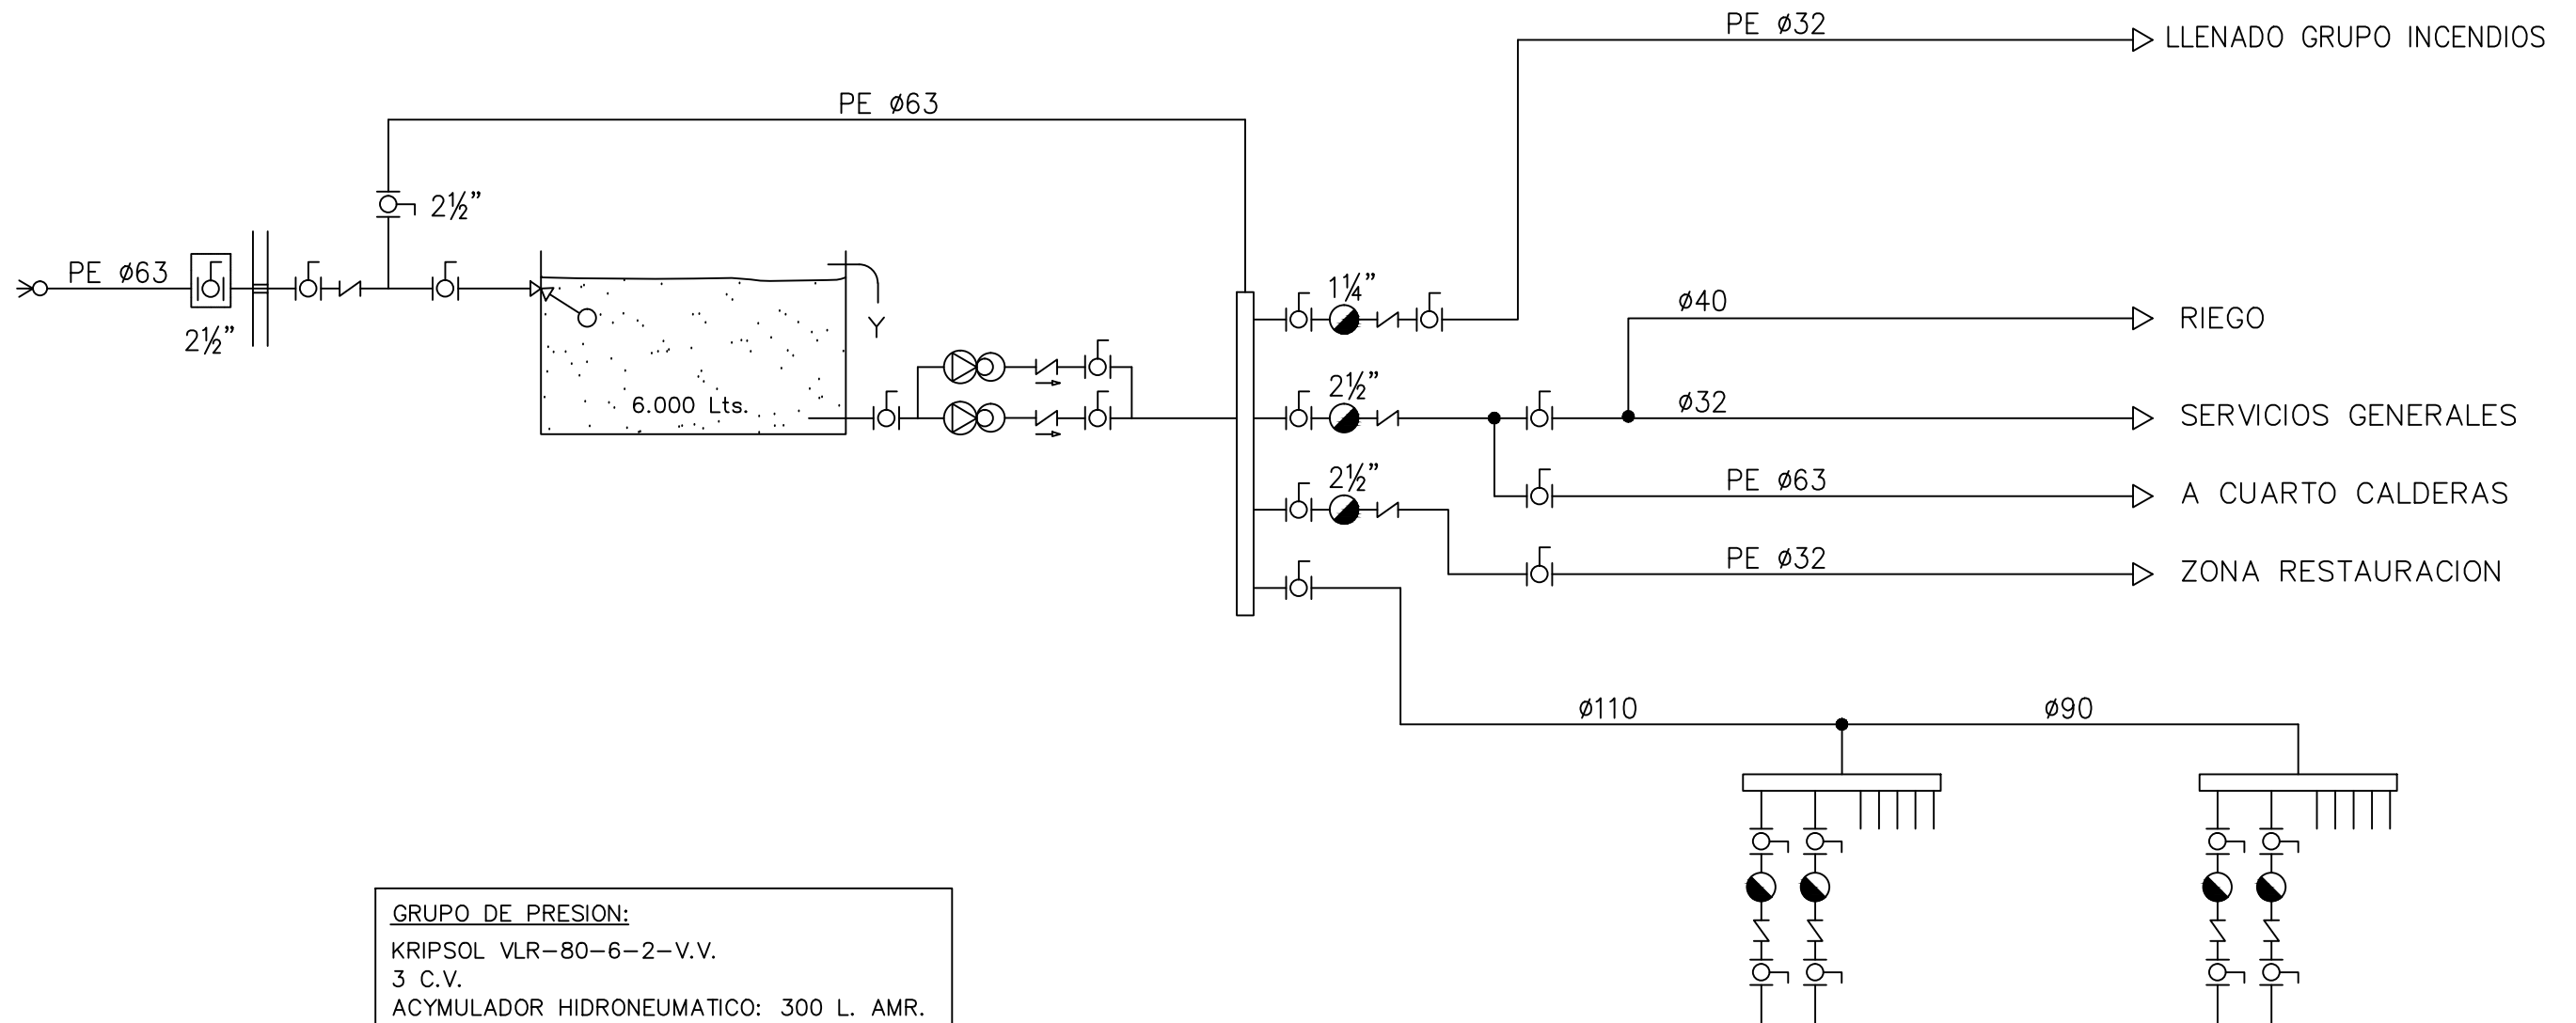 PE ø32
LLENADO GRUPO INCENDIOS
PE ø63
2½”
PE ø63
2½”
6.000 Lts.
1¼”
ø40
RIEGO
2½”
ø32
SERVICIOS GENERALES
2½”
PE ø63
A CUARTO CALDERAS
PE ø32
ZONA RESTAURACION
ø110
ø90
GRUPO DE PRESION:
KRIPSOL VLR-80-6-2-V.V.
3 C.V.
ACYMULADOR HIDRONEUMATICO: 300 L. AMR.